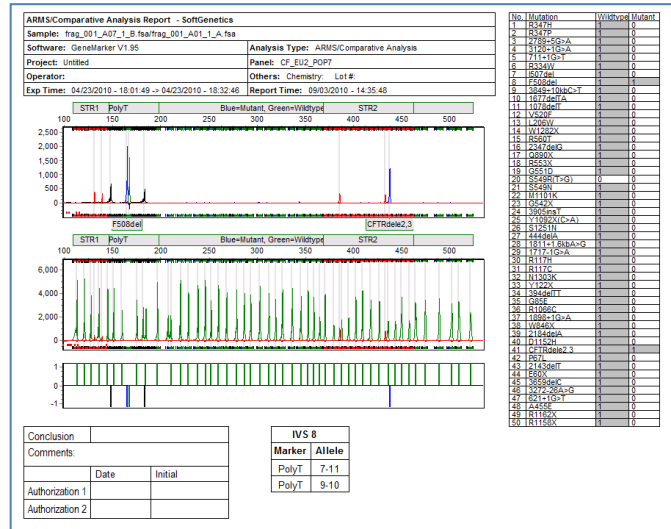 ARMS/Comparative Analysis Report - SoftGenetics
Sample: frag_001_A07_1_B.fsa/frag_001_A01_1_A.fsa
Software: GeneMarker V1.95 Analysis Type: ARMS/Comparative Analysis
Project: Untitled Panel: CF_EU2_POP7
Operator: Others: Chemistry: Lot#:
Exp Time: 04/23/2010 - 18:01:49 -> 04/23/2010 - 18:32:46 Report Time: 09/03/2010 - 14:35:48
STR1 PolyT Blue=Mutant, Green=Wildtype STR2
100 150 200 250 300 350 400 450 500
2,500
2,000
1,500
1,000
500
0
F508del CFTRdele2,3
STR1 PolyT Blue=Mutant, Green=Wildtype STR2
100 150 200 250 300 350 400 450 500
6,000
4,000
2,000
0
1
0
-1
Conclusion
Comments:
Date Initial
Authorization 1
Authorization 2
IVS 8
Marker Allele
PolyT 7-11
PolyT 9-10
No. Mutation Wildtype Mutant
1 R347H 1 0
2 R347P 1 0
3 2789+5G>A 1 0
4 3120+1G>A 1 0
5 711+1G>T 1 0
6 R334W 1 0
7 I507del 1 0
8 F508del 1 1
9 3849+10kbC>T 1 0
10 1677delTA 1 0
11 1078delT 1 0
12 V520F 1 0
13 L206W 1 0
14 W1282X 1 0
15 R560T 1 0
16 2347delG 1 0
17 Q890X 1 0
18 R553X 1 0
19 G551D 1 0
20 S549R(T>G) 0 0
21 S549N 1 0
22 M1101K 1 0
23 G542X 1 0
24 3905insT 1 0
25 Y1092X(C>A) 1 0
26 S1251N 1 0
27 444delA 1 0
28 1811+1.6kbA>G 1 0
29 1717-1G>A 1 0
30 R117H 1 0
31 R117C 1 0
32 N1303K 1 0
33 Y122X 1 0
34 394delTT 1 0
35 G85E 1 0
36 R1066C 1 0
37 1898+1G>A 1 0
38 W846X 1 0
39 2184delA 1 0
40 D1152H 1 0
41 CFTRdele2,3 1 1
42 P67L 1 0
43 2143delT 1 0
44 E60X 1 0
45 3659delC 1 0
46 3272-26A>G 1 0
47 621+1G>T 1 0
48 A455E 1 0
49 R1162X 1 0
50 R1158X 1 0